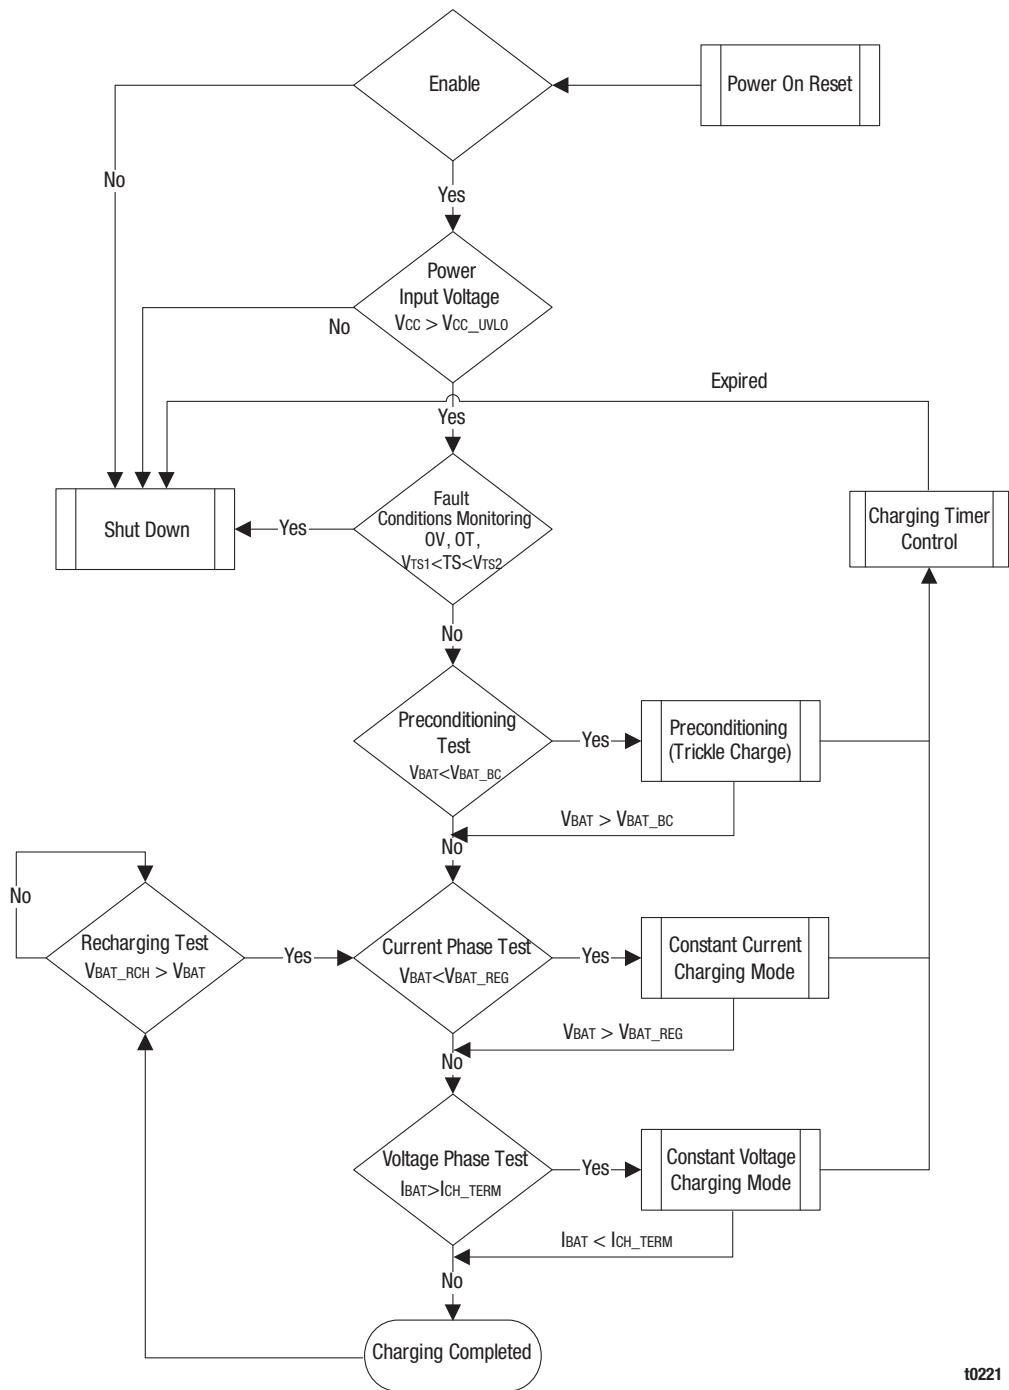 Enable
Power On Reset
No
Yes
Power
Input Voltage
VCC > VCC_UVLO
No
Expired
Yes
Shut Down
Yes
Fault
Conditions Monitoring
OV, OT,
VTS1<TS<VTS2
Charging Timer
Control
No
Preconditioning
Test
VBAT<VBAT_BC
Yes
Preconditioning
(Trickle Charge)
VBAT > VBAT_BC
No
No
Recharging Test
VBAT_RCH > VBAT
Yes
Current Phase Test
VBAT<VBAT_REG
Yes
Constant Current
Charging Mode
VBAT > VBAT_REG
No
Voltage Phase Test
IBAT>ICH_TERM
Yes
Constant Voltage
Charging Mode
IBAT < ICH_TERM
No
Charging Completed
t0221